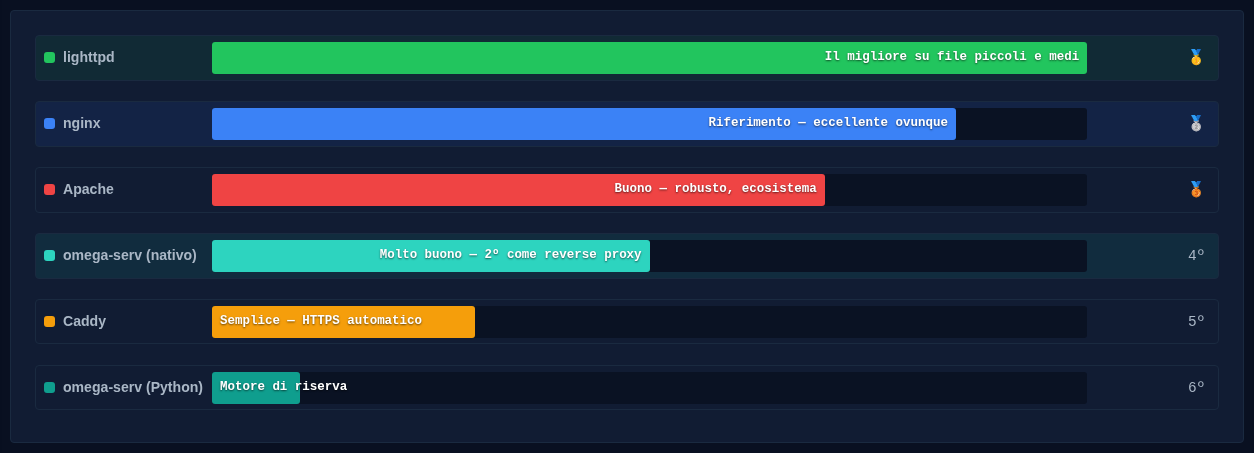 lighttpd Il migliore su file piccoli e medi 🥇
nginx Riferimento — eccellente ovunque 🥈
Apache Buono — robusto, ecosistema 🥉
omega-serv (nativo) Molto buono — 2º come reverse proxy 4º
Caddy Semplice — HTTPS automatico 5º
omega-serv (Python) Motore di riserva 6º